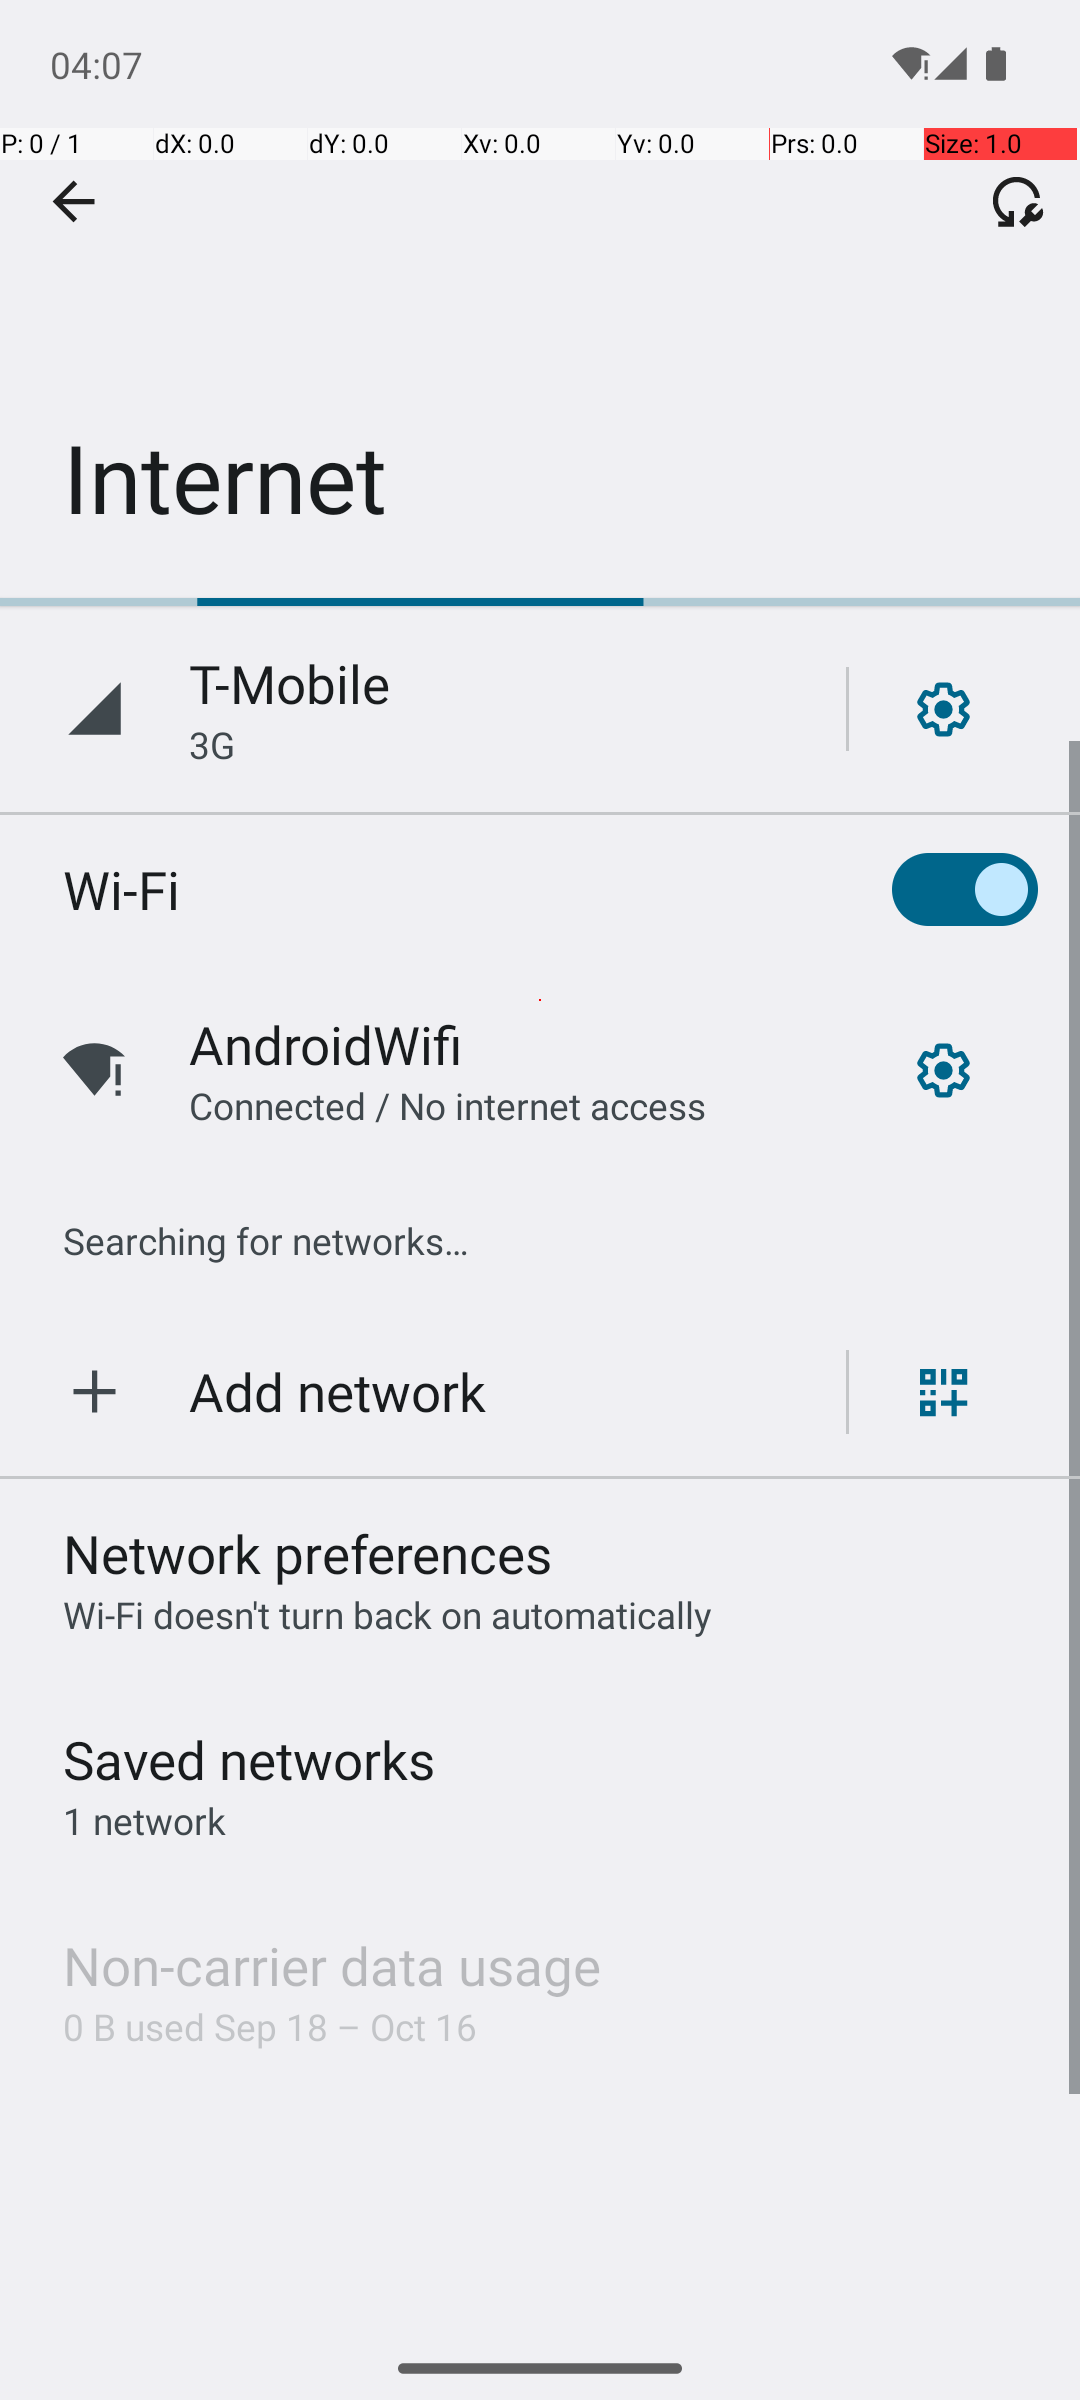 04:07
P: 0 / 1 dX: 0.0 dY: 0.0 Xv: 0.0 Yv: 0.0 Prs: 0.0 Size: 1.0
Internet
T-Mobile
3G
Wi-Fi
AndroidWifi
Connected / No internet access
Searching for networks…
Add network
Network preferences
Wi-Fi doesn't turn back on automatically
Saved networks
1 network
Non-carrier data usage
0 B used Sep 18 – Oct 16